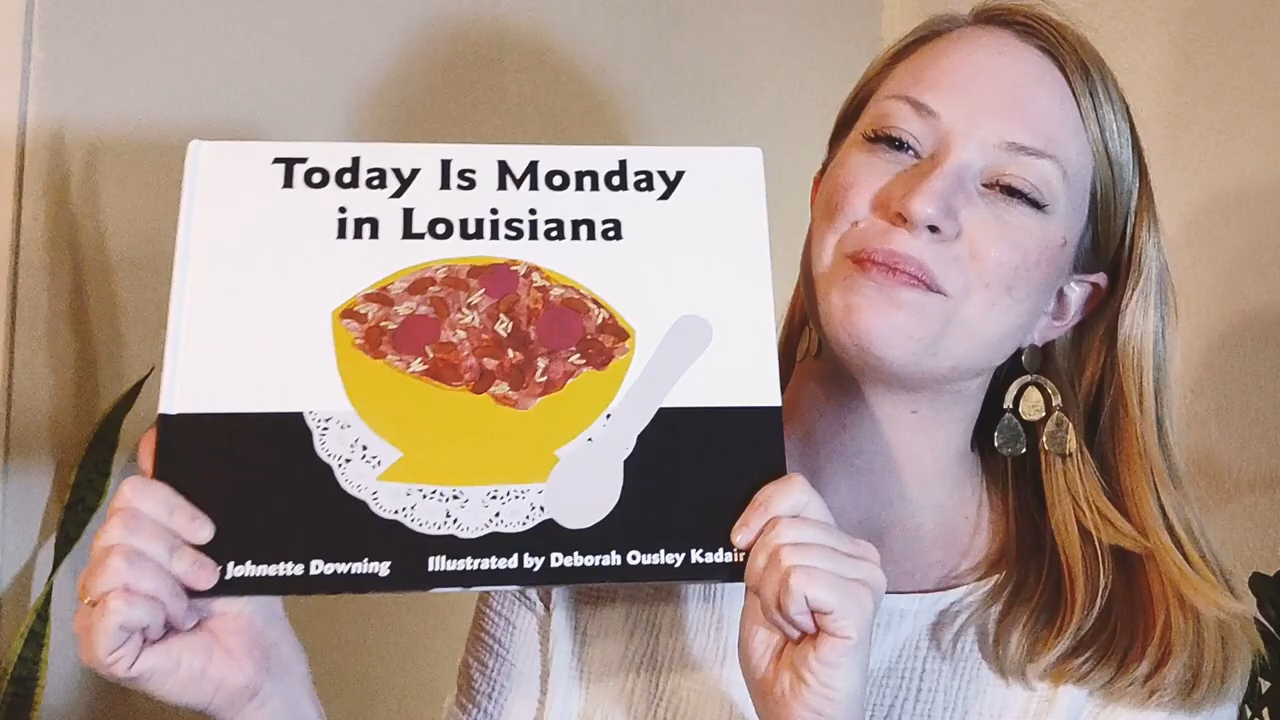 Today Is Monday
in Louisiana
Johnette Downing
Illustrated by Deborah Ousley Kadair